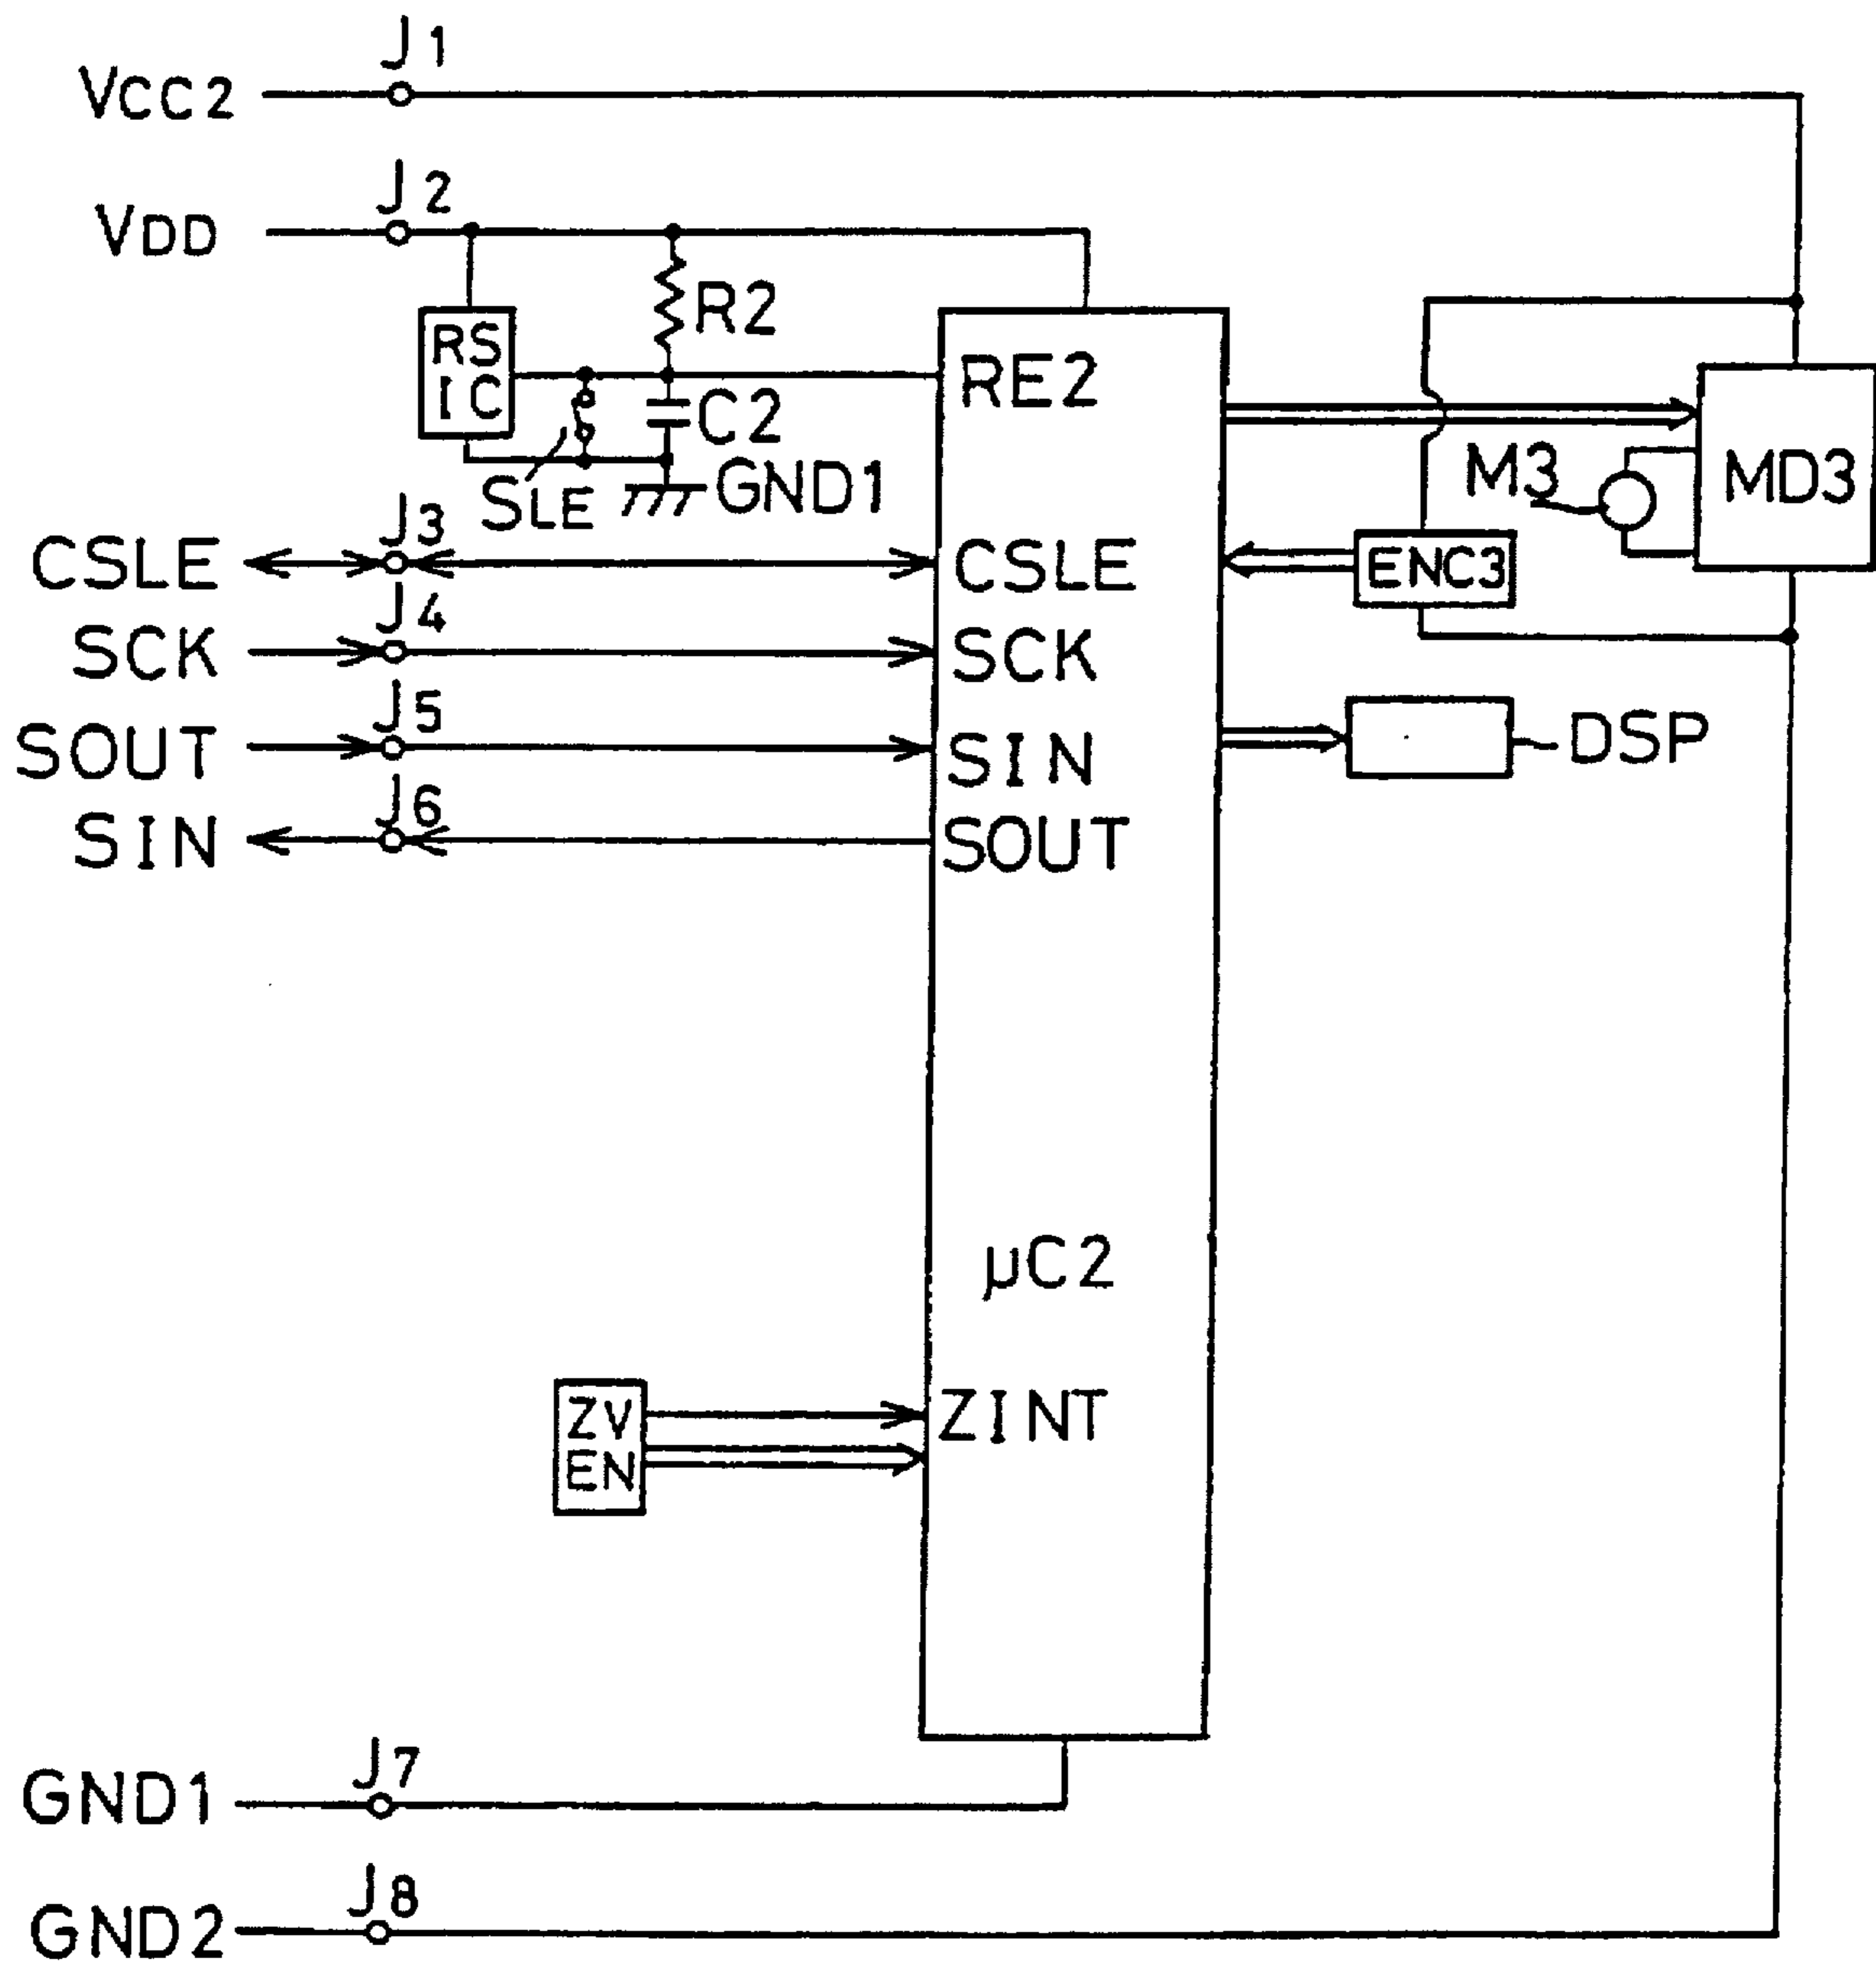 J1
VCC2
J2
VDD
R2
RS
IC
RE2
C2
M3
MD3
SLE
GND1
J3
CSLE
CSLE
ENC3
J4
SCK
SCK
J5
SOUT
SIN
DSP
J6
SIN
SOUT
µC2
ZV
EN
ZINT
J7
GND1
J8
GND2